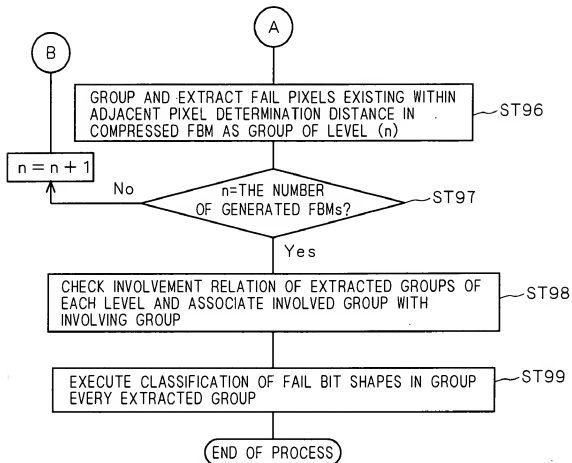 A
B
GROUP AND EXTRACT FAIL PIXELS EXISTING WITHIN
ADJACENT PIXEL DETERMINATION DISTANCE IN
COMPRESSED FBM AS GROUP OF LEVEL (n)
ST96
n=n+1
No
n=THE NUMBER
OF GENERATED FBMs?
ST97
Yes
CHECK INVOLVEMENT RELATION OF EXTRACTED GROUPS OF
EACH LEVEL AND ASSOCIATE INVOLVED GROUP WITH
INVOLVING GROUP
ST98
EXECUTE CLASSIFICATION OF FAIL BIT SHAPES IN GROUP
EVERY EXTRACTED GROUP
ST99
END OF PROCESS